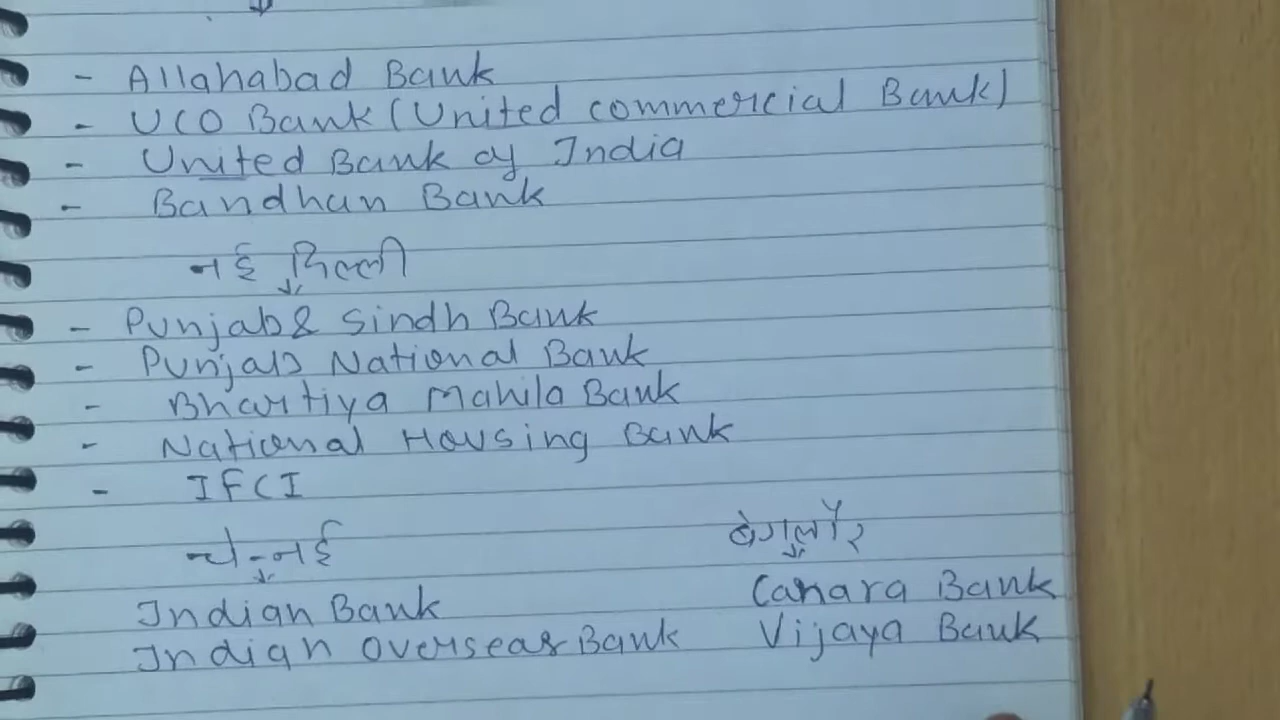 - Allahabad Bank
- UCO Bank (United commercial Bank)
- United Bank of India
- Bandhan Bank
नई दिल्ली
- Punjab & Sindh Bank
- Punjab National Bank
- Bhartiya Mahila Bank
- National Housing Bank
- IFCI
चेन्नई
Indian Bank
Indian Overseas Bank
बेंगलौर
Canara Bank
Vijaya Bank